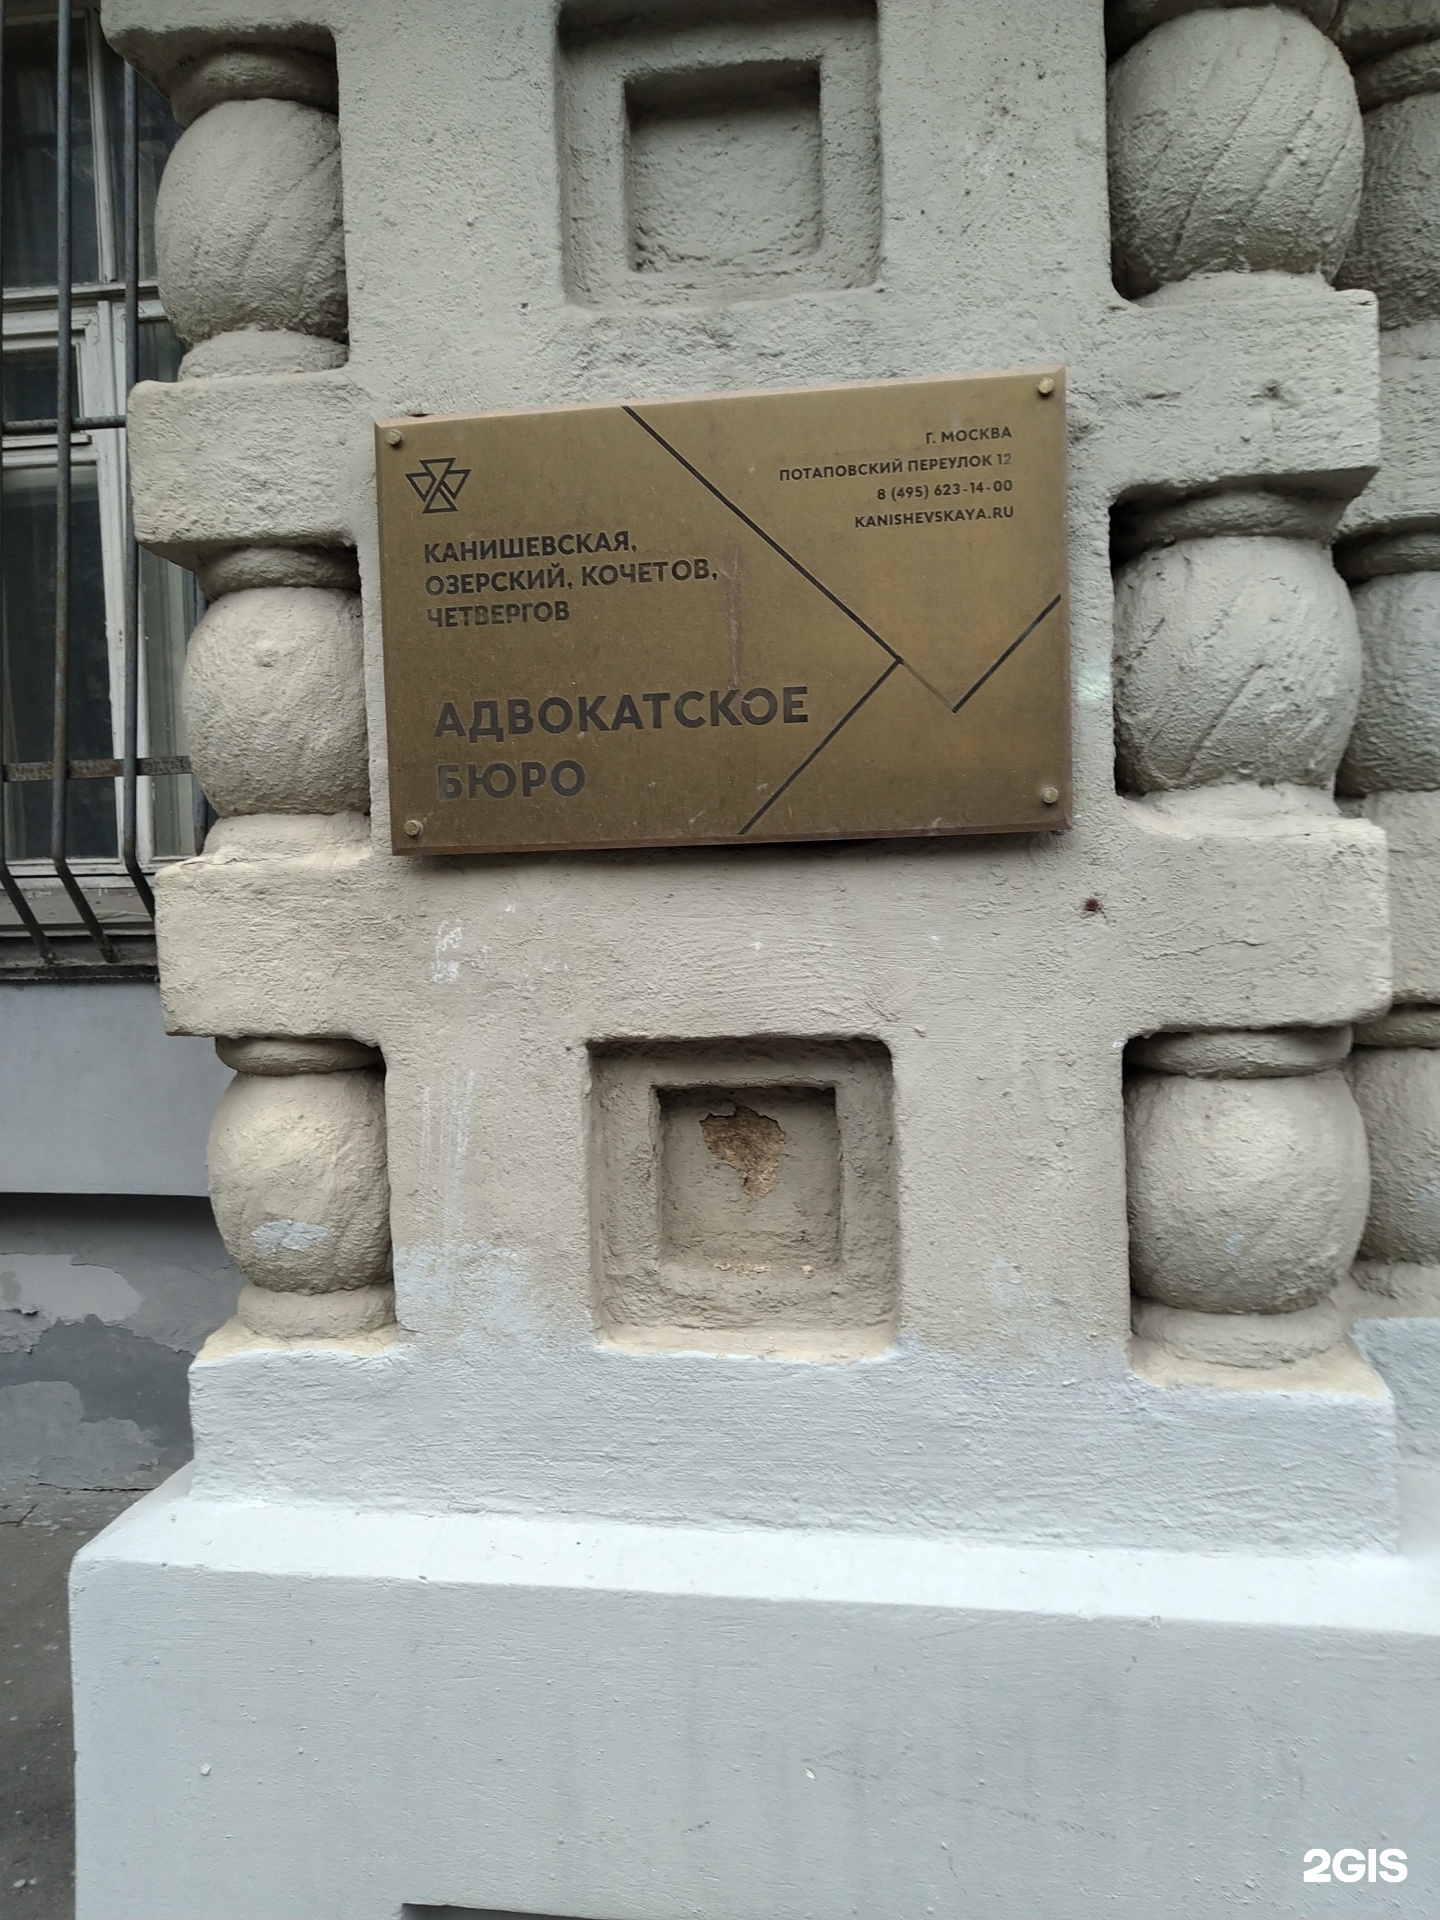 КАНИШЕВСКАЯ,
ОЗЕРСКИЙ, КОЧЕТОВ,
ЧЕТВЕРГОВ
АДВОКАТСКОЕ
БЮРО
Г. МОСКВА
ПОТАПОВСКИЙ ПЕРЕУЛОК 12
8 (495) 623-14-00
KANISHEVSKAYA.RU
2GIS